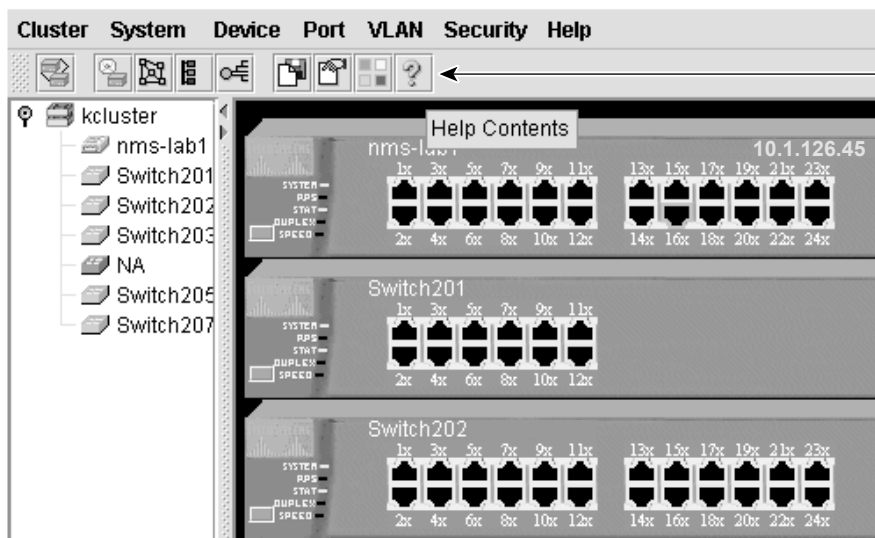 Cluster System Device Port VLAN Security Help
?
kcluster
nms-lab1
Switch201
Switch202
Switch203
NA
Switch205
Switch207
Help Contents
nms-lab1 10.1.126.45
1x 3x 5x 7x 9x 11x 13x 15x 17x 19x 21x 23x
SYSTEM
RPS
STAT
DUPLEX
SPEED
2x 4x 6x 8x 10x 12x 14x 16x 18x 20x 22x 24x
Switch201
1x 3x 5x 7x 9x 11x
SYSTEM
RPS
STAT
DUPLEX
SPEED
2x 4x 6x 8x 10x 12x
Switch202
1x 3x 5x 7x 9x 11x 13x 15x 17x 19x 21x 23x
SYSTEM
RPS
STAT
DUPLEX
SPEED
2x 4x 6x 8x 10x 12x 14x 16x 18x 20x 22x 24x